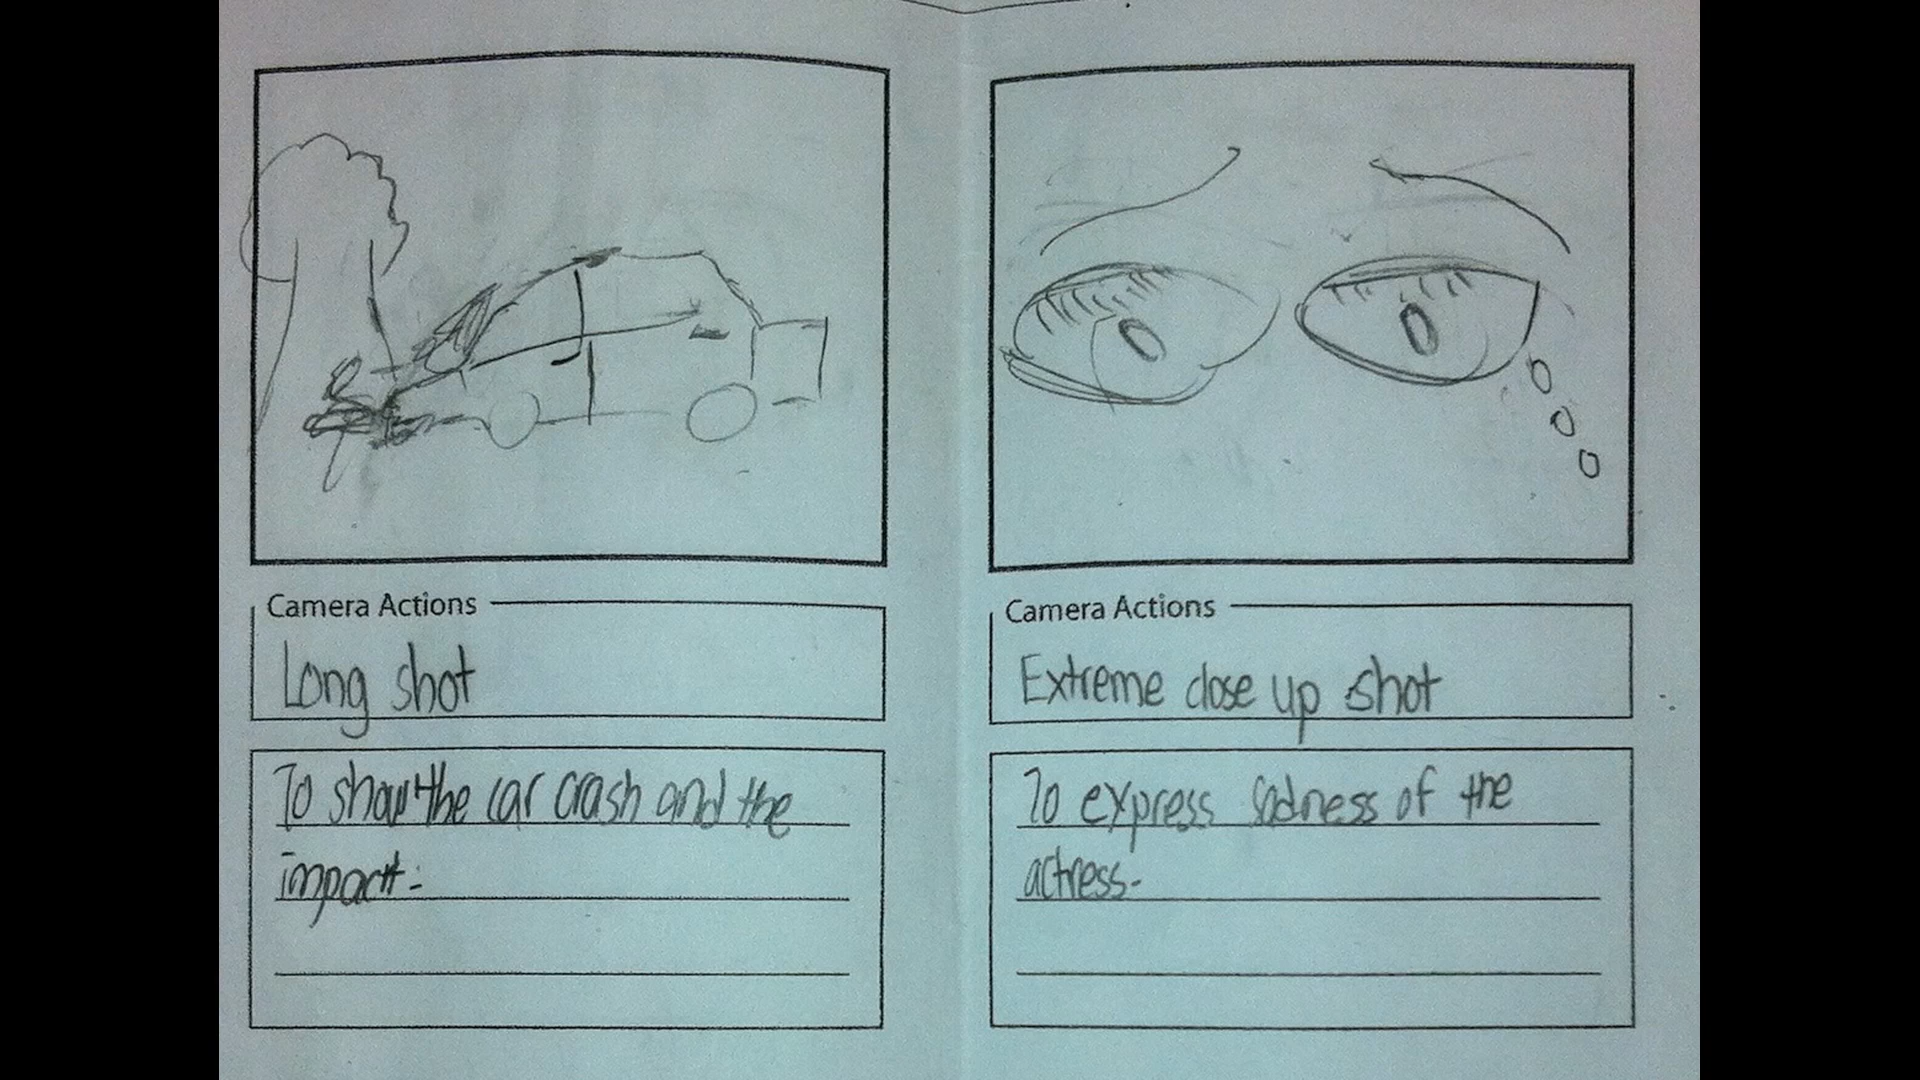 Camera Actions
Long shot
To show the car crash and the
impact.
Camera Actions
Extreme close up shot
To express sadness of the
actress.